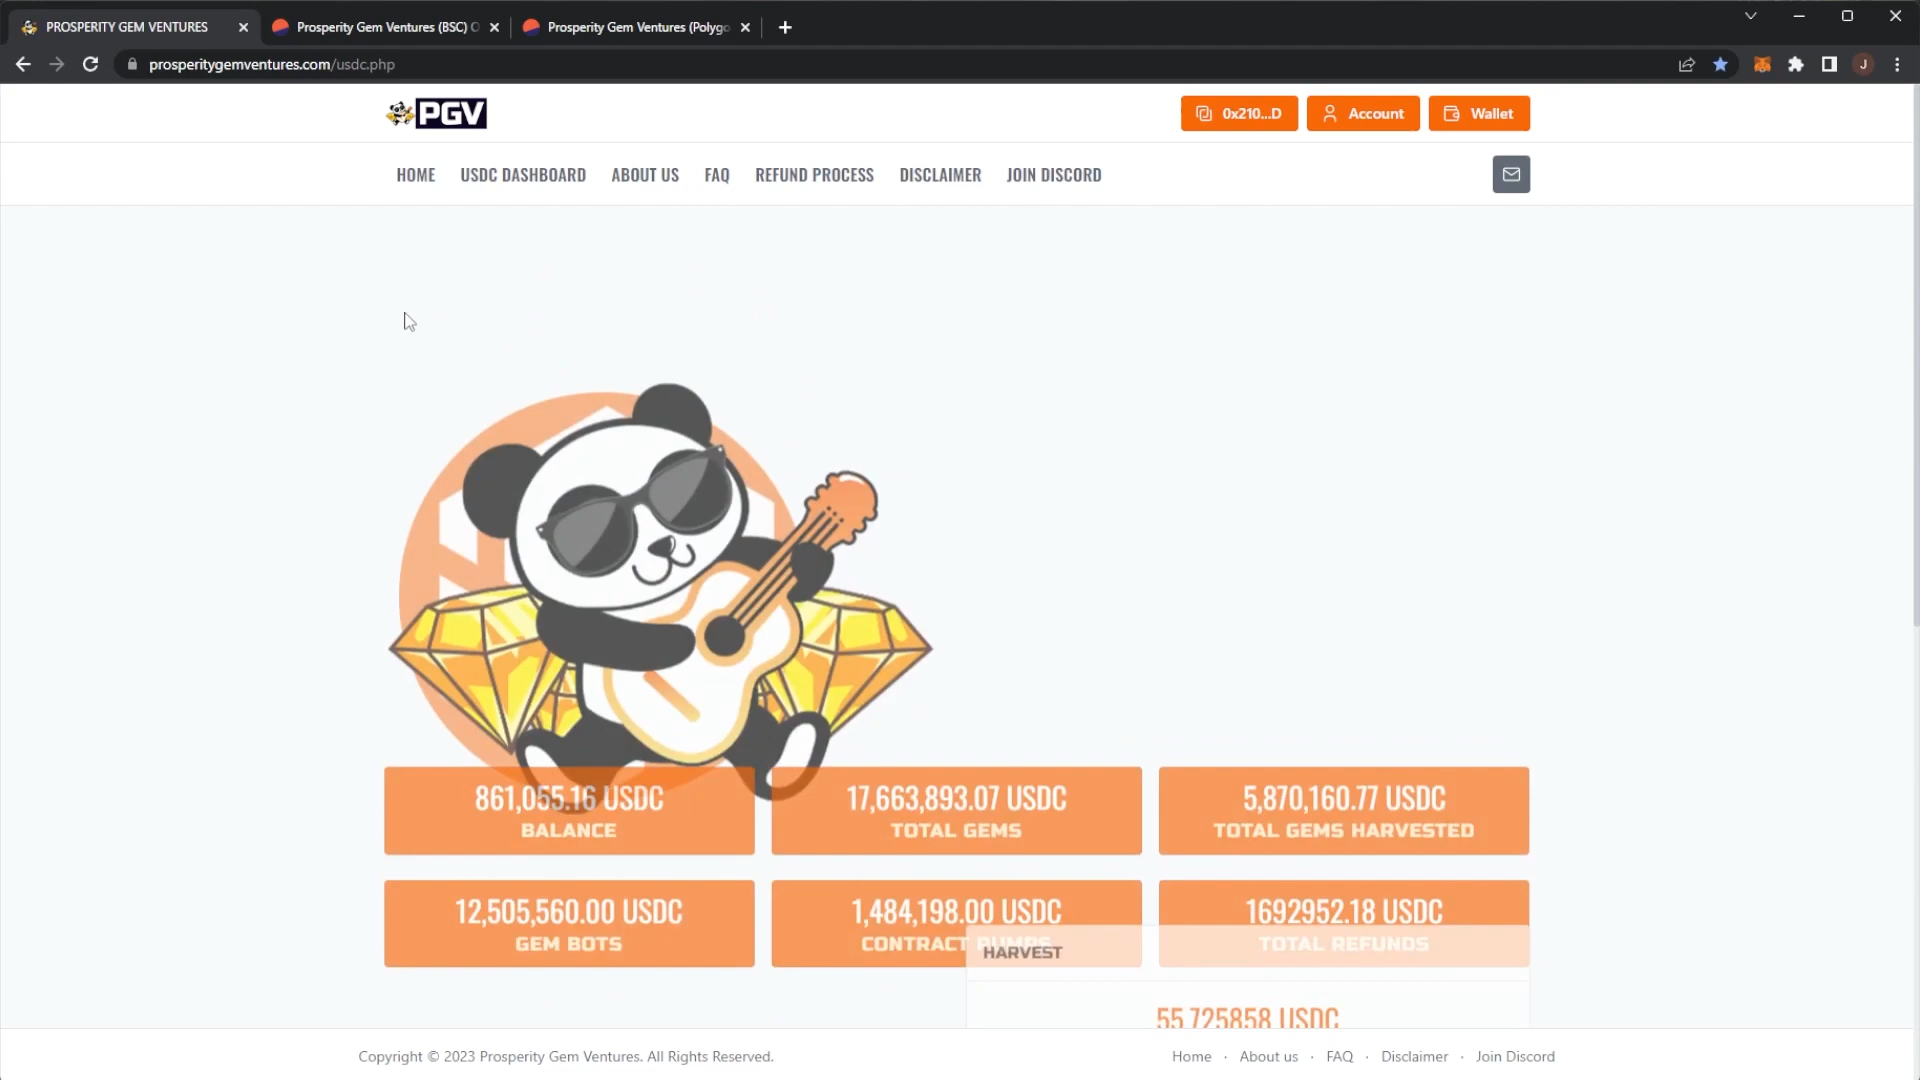 PROSPERITY GEM VENTURES
Prosperity Gem Ventures (BSC)
Prosperity Gem Ventures (Polygo
prosperitygemventures.com/usdc.php
J
PGV
0x210...D
Account
Wallet
HOME
USDC DASHBOARD
ABOUT US
FAQ
REFUND PROCESS
DISCLAIMER
JOIN DISCORD
861,055.16 USDC
BALANCE
17,663,893.07 USDC
TOTAL GEMS
5,870,160.77 USDC
TOTAL GEMS HARVESTED
12,505,560.00 USDC
GEM BOTS
1,484,198.00 USDC
CONTRACT
1692952.18 USDC
TOTAL REFUNDS
HARVEST
55.725858 USDC
Copyright © 2023 Prosperity Gem Ventures. All Rights Reserved.
Home · About us · FAQ · Disclaimer · Join Discord